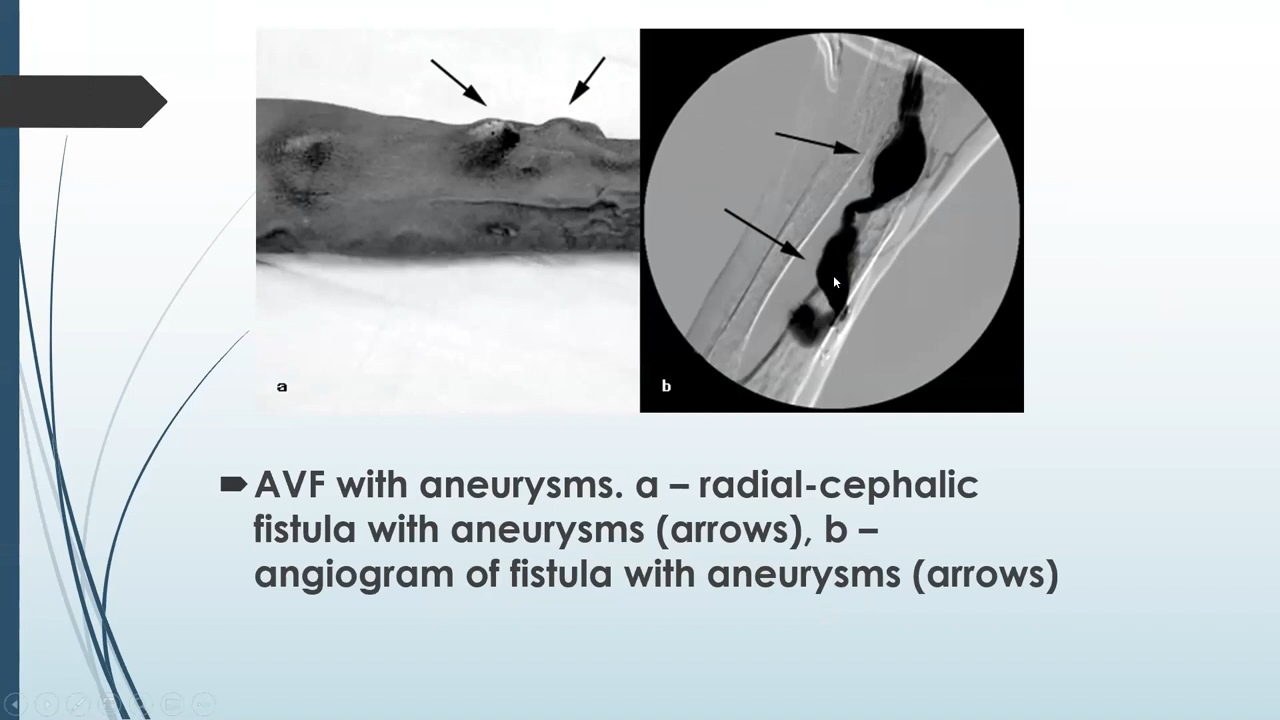 a
b
AVF with aneurysms. a – radial-cephalic
fistula with aneurysms (arrows), b –
angiogram of fistula with aneurysms (arrows)